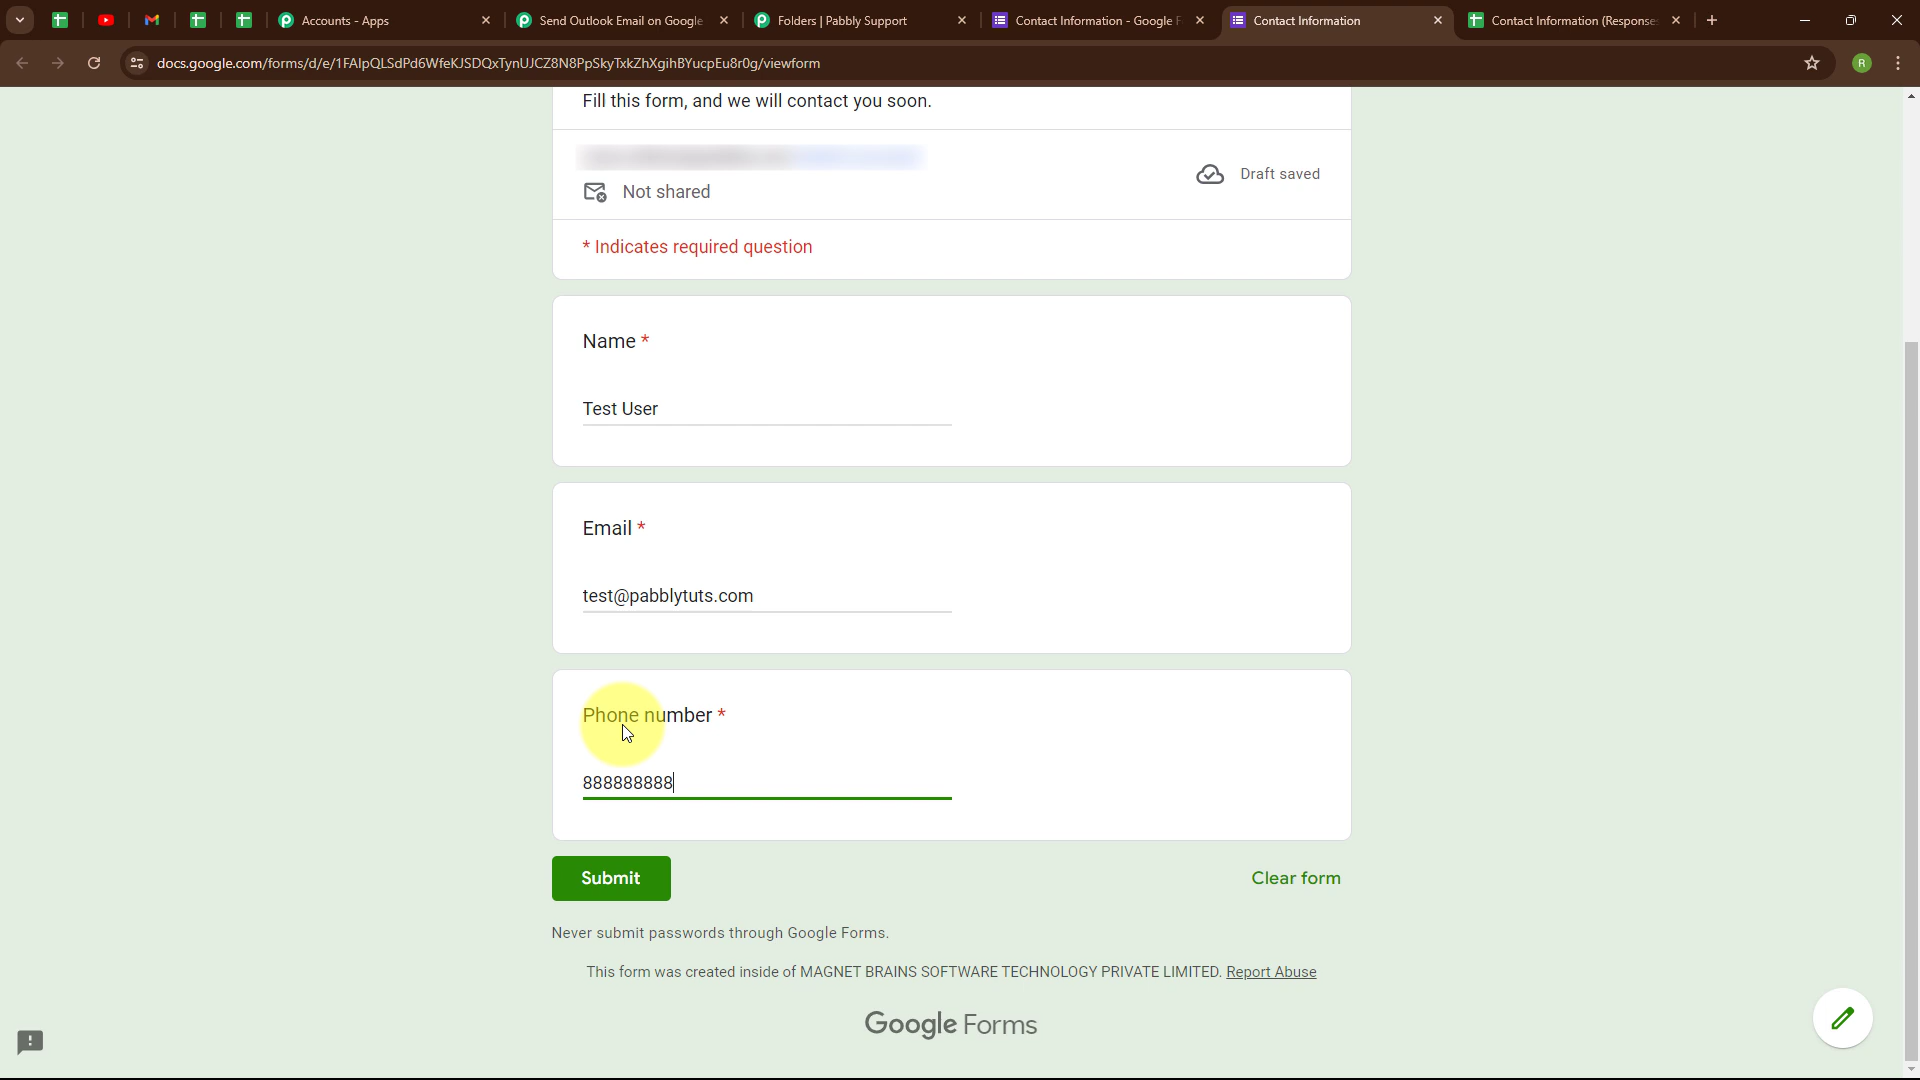 Accounts - Apps
Send Outlook Email on Google
Folders | Pabbly Support
Contact Information - Google F
Contact Information
Contact Information (Response
docs.google.com/forms/d/e/1FAIpQLSdPd6WfeKJSDQxTynUJCZ8N8PpSkyTxkZhXgihBYucpEu8r0g/viewform
R
Fill this form, and we will contact you soon.
Not shared
Draft saved
* Indicates required question
Name *
Test User
Email *
test@pabblytuts.com
Phone number *
888888888
Submit
Clear form
Never submit passwords through Google Forms.
This form was created inside of MAGNET BRAINS SOFTWARE TECHNOLOGY PRIVATE LIMITED. Report Abuse
Google Forms